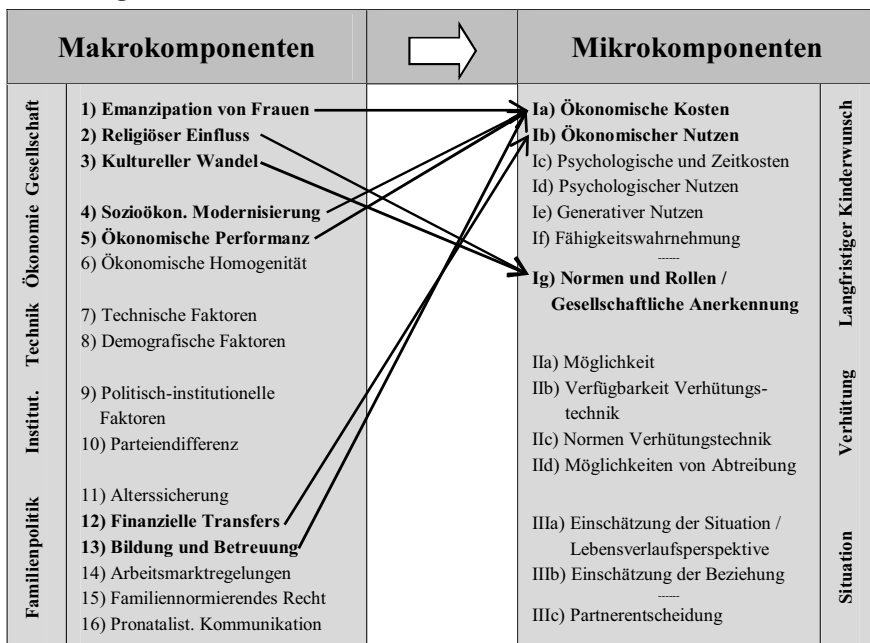 Makrokomponenten
Mikrokomponenten
Gesellschaft
1) Emanzipation von Frauen
2) Religiöser Einfluss
3) Kultureller Wandel
Ökonomie
4) Sozioökon. Modernisierung
5) Ökonomische Performanz
6) Ökonomische Homogenität
Technik
7) Technische Faktoren
8) Demografische Faktoren
Institut.
9) Politisch-institutionelle
Faktoren
10) Parteiendifferenz
Familienpolitik
11) Alterssicherung
12) Finanzielle Transfers
13) Bildung und Betreuung
14) Arbeitsmarktregelungen
15) Familiennormierendes Recht
16) Pronatalist. Kommunikation
Ia) Ökonomische Kosten
Ib) Ökonomischer Nutzen
Ic) Psychologische und Zeitkosten
Id) Psychologischer Nutzen
Ie) Generativer Nutzen
If) Fähigkeitswahrnehmung
------
Ig) Normen und Rollen /
Gesellschaftliche Anerkennung
Langfristiger Kinderwunsch
IIa) Möglichkeit
IIb) Verfügbarkeit Verhütungs-
technik
IIc) Normen Verhütungstechnik
IId) Möglichkeiten von Abtreibung
Verhütung
IIIa) Einschätzung der Situation /
Lebensverlaufsperspektive
IIIb) Einschätzung der Beziehung
------
IIIc) Partnerentscheidung
Situation